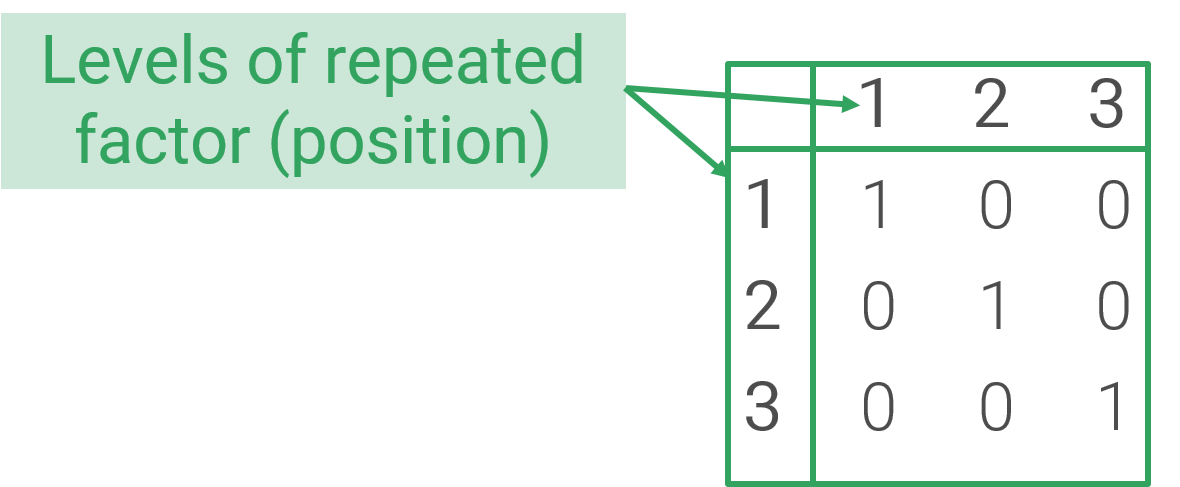 Levels of repeated
factor (position)
1 2 3
1 1 0 0
2 0 1 0
3 0 0 1